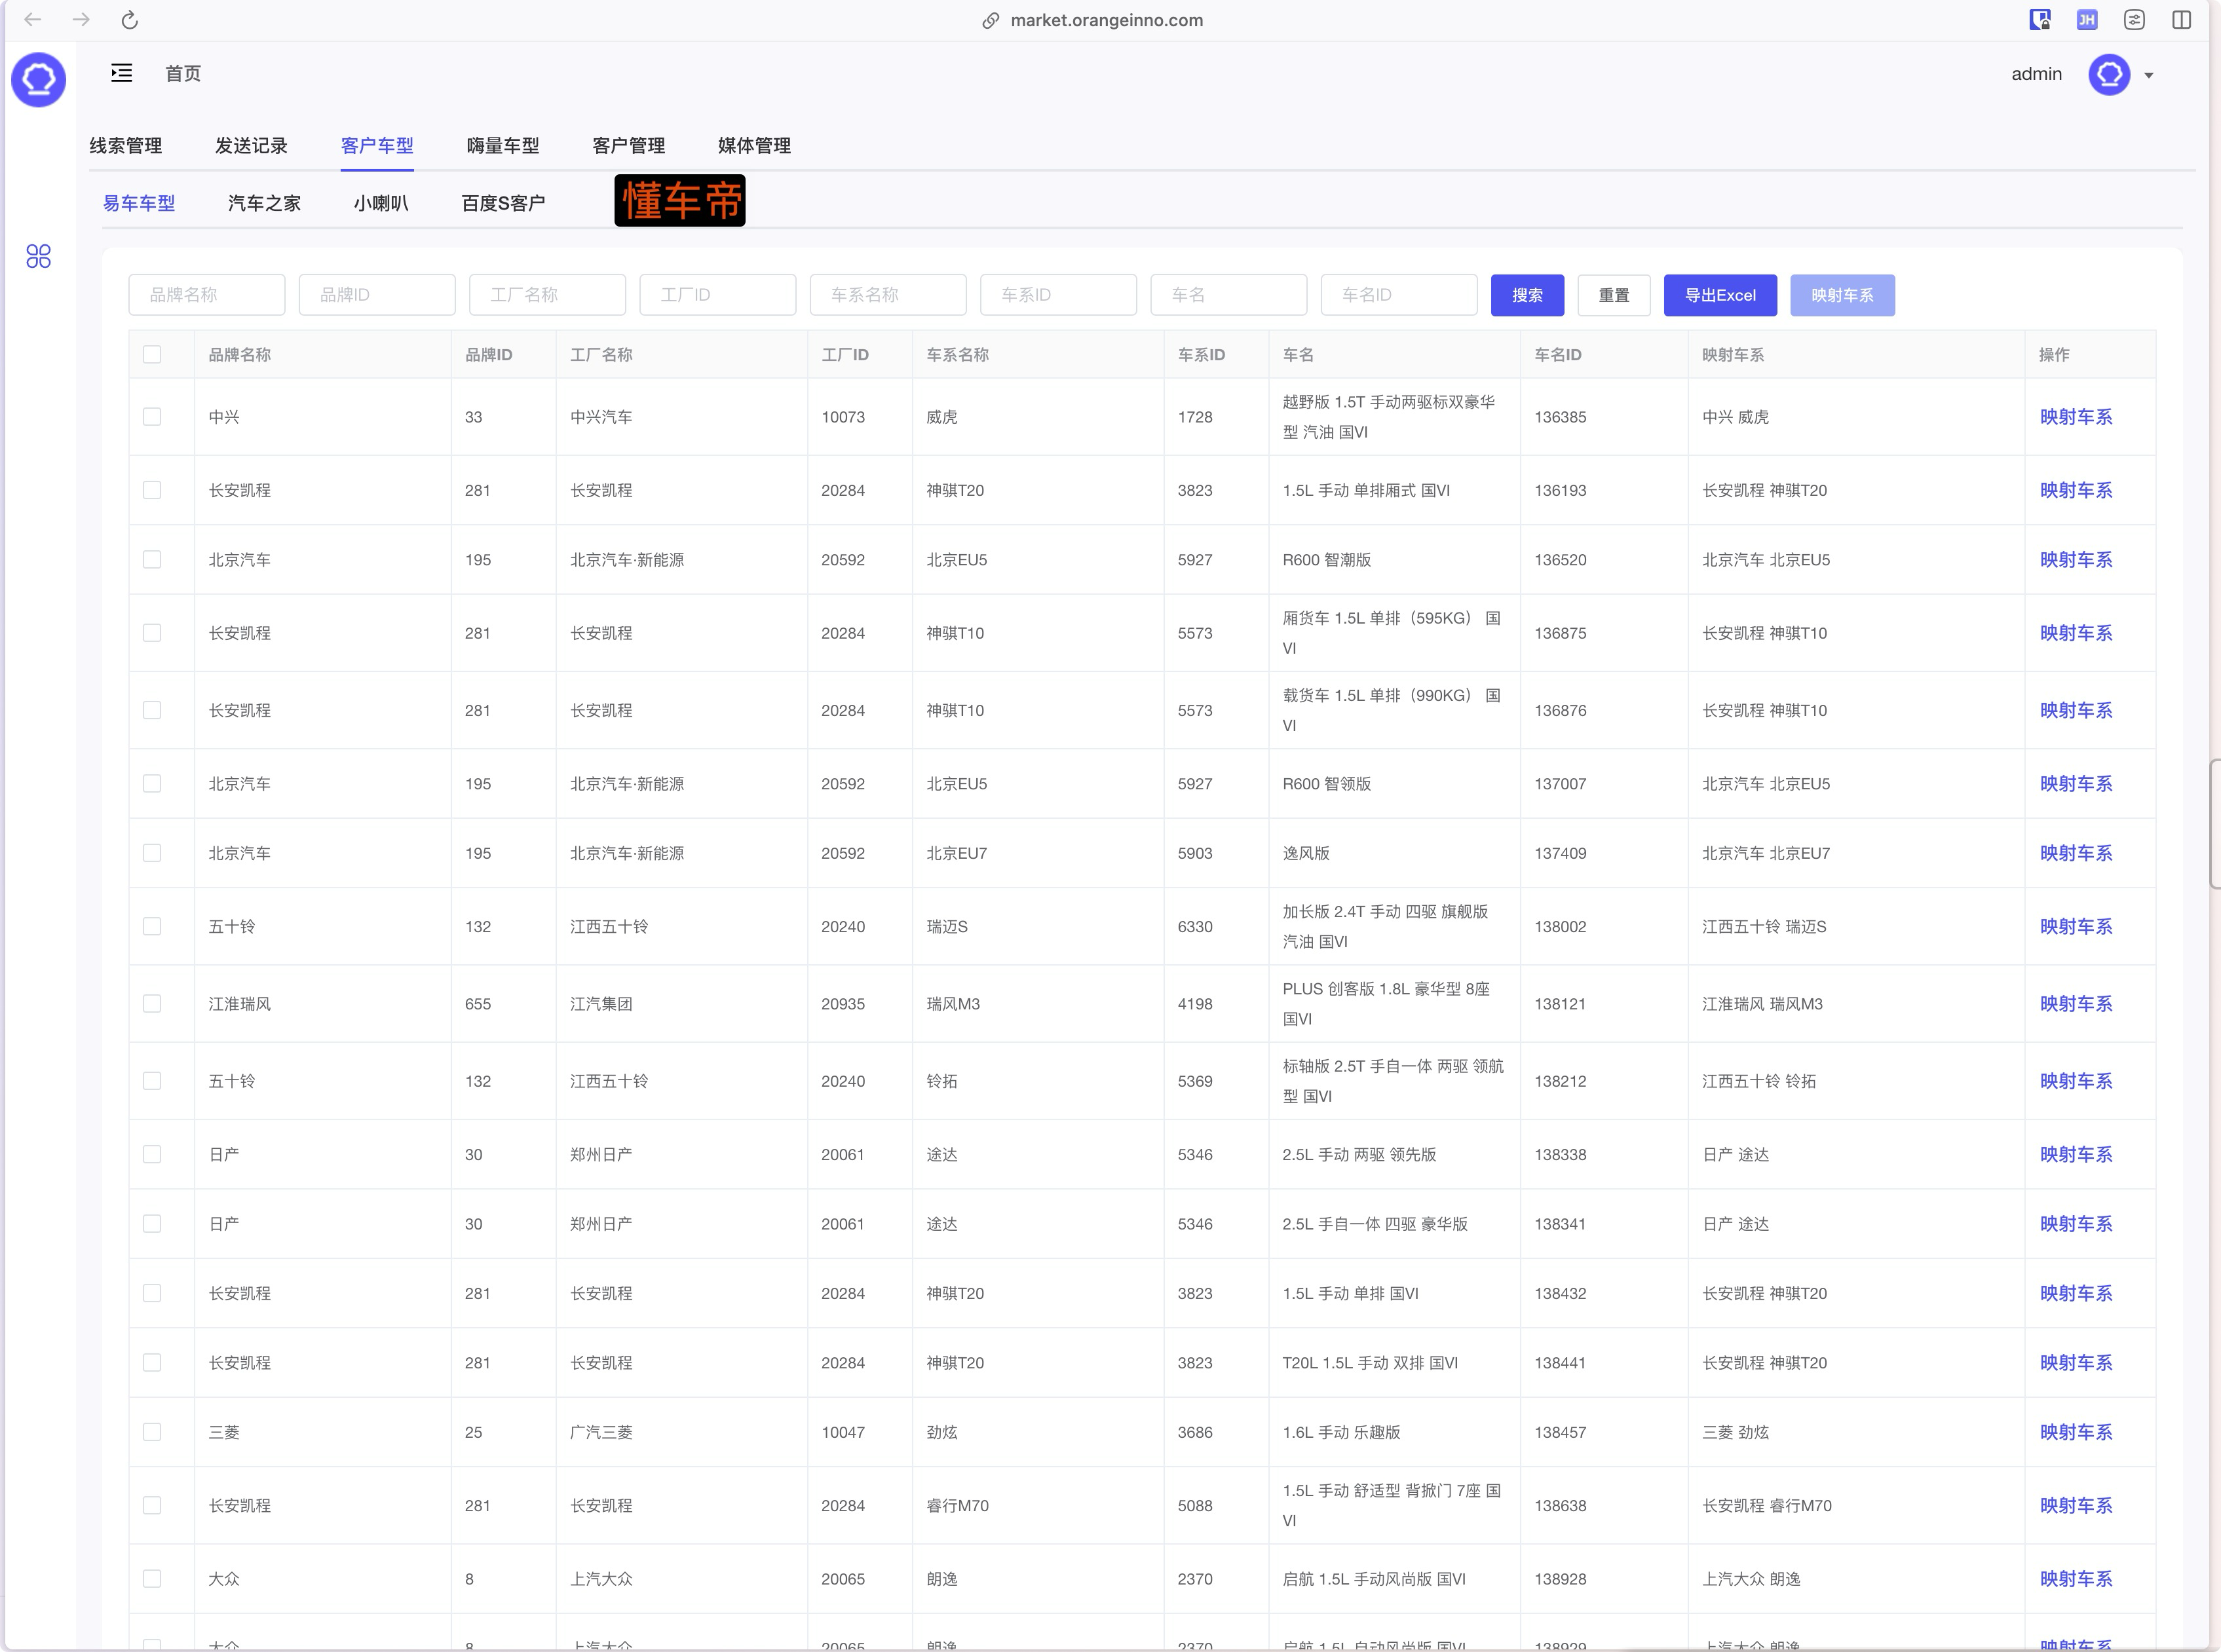 market.orangeinno.com
JH
首页
admin
线索管理 发送记录 客户车型 嗨量车型 客户管理 媒体管理
易车车型 汽车之家 小喇叭 百度S客户 懂车帝
品牌名称 品牌ID 工厂名称 工厂ID 车系名称 车系ID 车名 车名ID 搜索 重置 导出Excel 映射车系
品牌名称 品牌ID 工厂名称 工厂ID 车系名称 车系ID 车名 车名ID 映射车系 操作
中兴 33 中兴汽车 10073 威虎 1728 越野版 1.5T 手动两驱标双豪华
型 汽油 国VI 136385 中兴 威虎 映射车系
长安凯程 281 长安凯程 20284 神骐T20 3823 1.5L 手动 单排厢式 国VI 136193 长安凯程 神骐T20 映射车系
北京汽车 195 北京汽车·新能源 20592 北京EU5 5927 R600 智潮版 136520 北京汽车 北京EU5 映射车系
长安凯程 281 长安凯程 20284 神骐T10 5573 厢货车 1.5L 单排（595KG） 国
VI 136875 长安凯程 神骐T10 映射车系
长安凯程 281 长安凯程 20284 神骐T10 5573 载货车 1.5L 单排（990KG） 国
VI 136876 长安凯程 神骐T10 映射车系
北京汽车 195 北京汽车·新能源 20592 北京EU5 5927 R600 智领版 137007 北京汽车 北京EU5 映射车系
北京汽车 195 北京汽车·新能源 20592 北京EU7 5903 逸风版 137409 北京汽车 北京EU7 映射车系
五十铃 132 江西五十铃 20240 瑞迈S 6330 加长版 2.4T 手动 四驱 旗舰版
汽油 国VI 138002 江西五十铃 瑞迈S 映射车系
江淮瑞风 655 江汽集团 20935 瑞风M3 4198 PLUS 创客版 1.8L 豪华型 8座
国VI 138121 江淮瑞风 瑞风M3 映射车系
五十铃 132 江西五十铃 20240 铃拓 5369 标轴版 2.5T 手自一体 两驱 领航
型 国VI 138212 江西五十铃 铃拓 映射车系
日产 30 郑州日产 20061 途达 5346 2.5L 手动 两驱 领先版 138338 日产 途达 映射车系
日产 30 郑州日产 20061 途达 5346 2.5L 手自一体 四驱 豪华版 138341 日产 途达 映射车系
长安凯程 281 长安凯程 20284 神骐T20 3823 1.5L 手动 单排 国VI 138432 长安凯程 神骐T20 映射车系
长安凯程 281 长安凯程 20284 神骐T20 3823 T20L 1.5L 手动 双排 国VI 138441 长安凯程 神骐T20 映射车系
三菱 25 广汽三菱 10047 劲炫 3686 1.6L 手动 乐趣版 138457 三菱 劲炫 映射车系
长安凯程 281 长安凯程 20284 睿行M70 5088 1.5L 手动 舒适型 背掀门 7座 国
VI 138638 长安凯程 睿行M70 映射车系
大众 8 上汽大众 20065 朗逸 2370 启航 1.5L 手动风尚版 国VI 138928 上汽大众 朗逸 映射车系
大众 8 上汽大众 20065 朗逸 2370 启航 1.5L 自动风尚版 国VI 138929 上汽大众 朗逸 映射车系